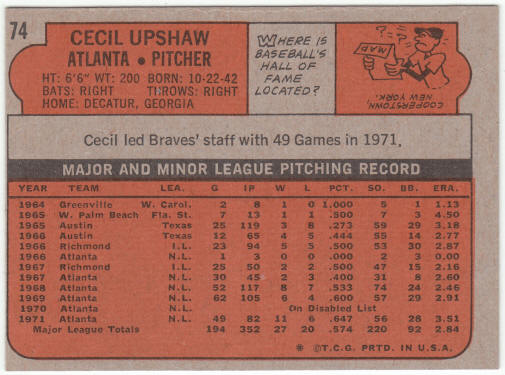 74
CECIL UPSHAW
ATLANTA • PITCHER
HT: 6'6" WT: 200 BORN: 10-22-42
BATS: RIGHT THROWS: RIGHT
HOME: DECATUR, GEORGIA
WHERE IS
BASEBALL'S
HALL OF
FAME
LOCATED?
MAP
COOPERSTOWN,
NEW YORK.
Cecil led Braves' staff with 49 Games in 1971.
MAJOR AND MINOR LEAGUE PITCHING RECORD
YEAR TEAM LEA. G IP W L PCT. SO. BB. ERA.
1964 Greenville W. Carol. 2 8 1 0 1.000 5 1 1.13
1965 W. Palm Beach Fla. St. 7 13 1 1 .500 7 3 4.50
1965 Austin Texas 25 119 3 8 .273 59 29 3.18
1966 Austin Texas 12 65 4 5 .444 55 14 2.77
1966 Richmond I.L. 23 94 5 5 .500 53 30 2.87
1966 Atlanta N.L. 1 3 0 0 .000 2 3 0.00
1967 Richmond I.L. 25 50 2 2 .500 47 15 2.16
1967 Atlanta N.L. 30 45 2 3 .400 31 8 2.60
1968 Atlanta N.L. 52 117 8 7 .533 74 24 2.46
1969 Atlanta N.L. 62 105 6 4 .600 57 29 2.91
1970 Atlanta N.L. On Disabled List
1971 Atlanta N.L. 49 82 11 6 .647 56 28 3.51
Major League Totals 194 352 27 20 .574 220 92 2.84
* ©T.C.G. PRTD. IN U.S.A.